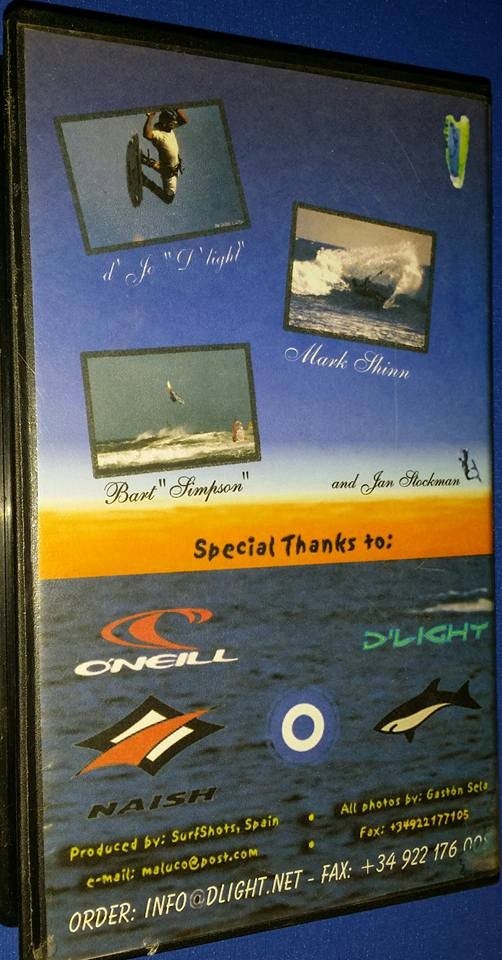 d' Jo "D'light"
Mark Shinn
Bart "Simpson"
and Jan Stockman
Special Thanks to:
O'NEILL
D'LIGHT
NAISH
Produced by: SurfShots, Spain
• All photos by: Gastón Sela
e-mail: maluco@post.com
• Fax: +34922177105
ORDER: INFO@DLIGHT.NET - FAX: +34 922 176